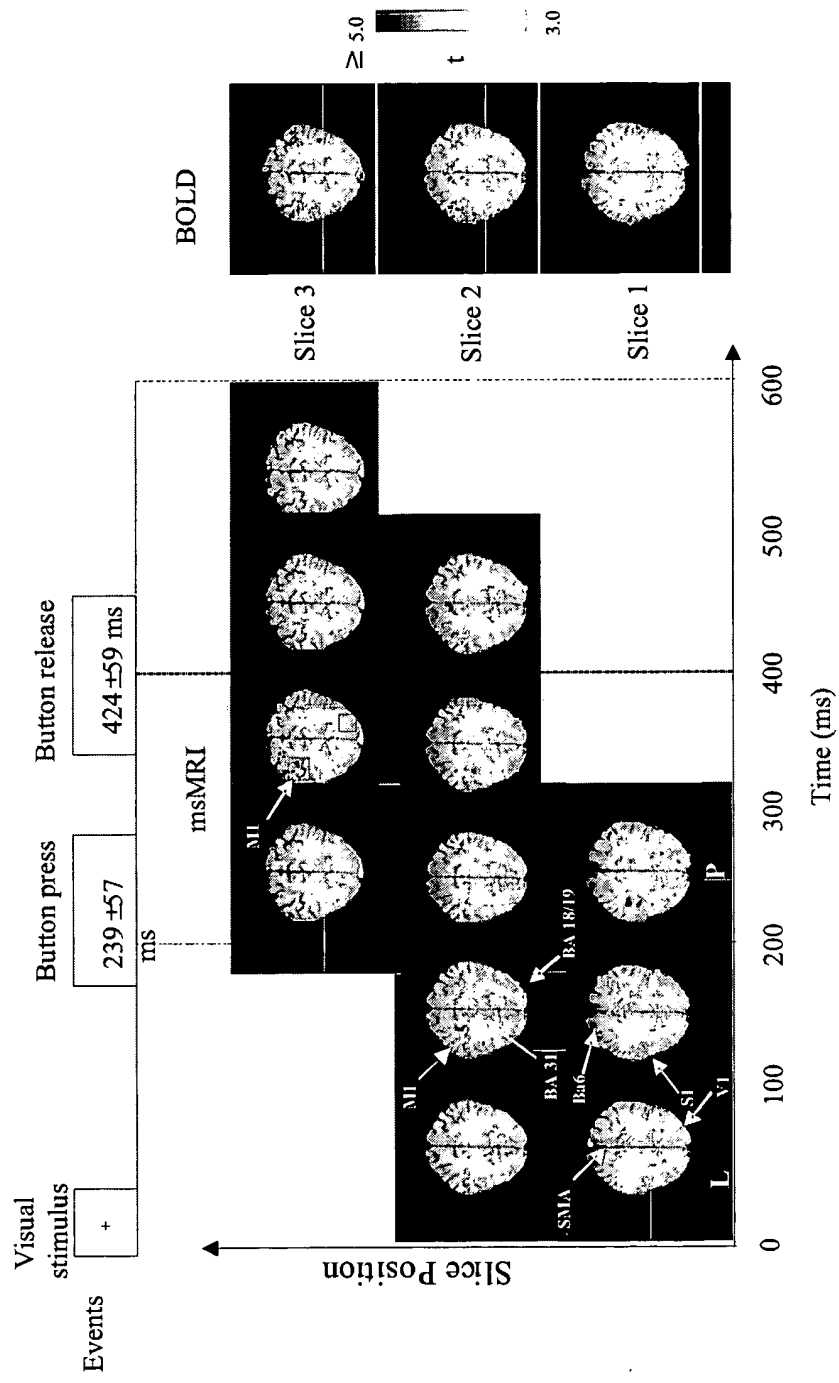 Events
Visual
stimulus
+
Button press
239 ±57
ms
Button release
424±59 ms
msMRI
BOLD
≥ 5.0
t
3.0
Slice Position
Slice 3
Slice 2
Slice 1
M1
M1
BA 18/19
BA 31
SMA
Ba6
S1
V1
L
P
0
100
200
300
400
500
600
Time (ms)